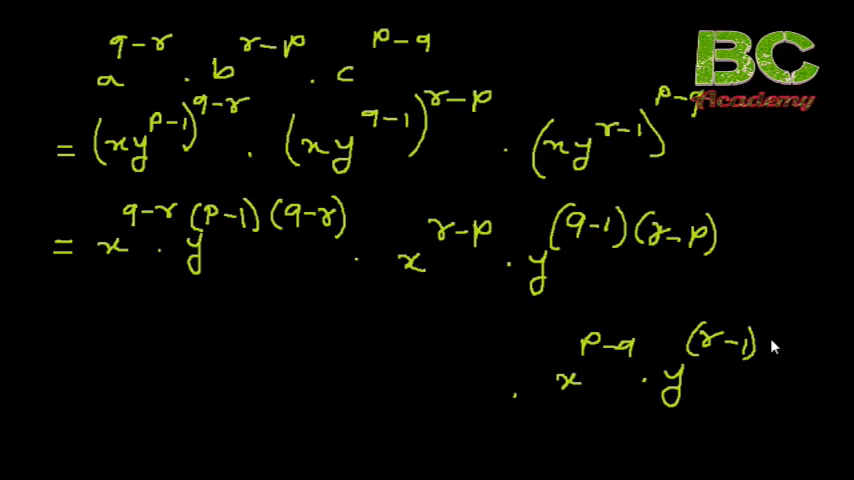 a^{q-r} . b^{r-p} . c^{p-q}
BC
Academy
= (xy^{p-1})^{q-r} . (xy^{q-1})^{r-p} . (xy^{r-1})^{p-q}
= x^{q-r} . y^{(p-1)(q-r)} . x^{r-p} . y^{(q-1)(r-p)}
. x^{p-q} . y^{(r-1)}